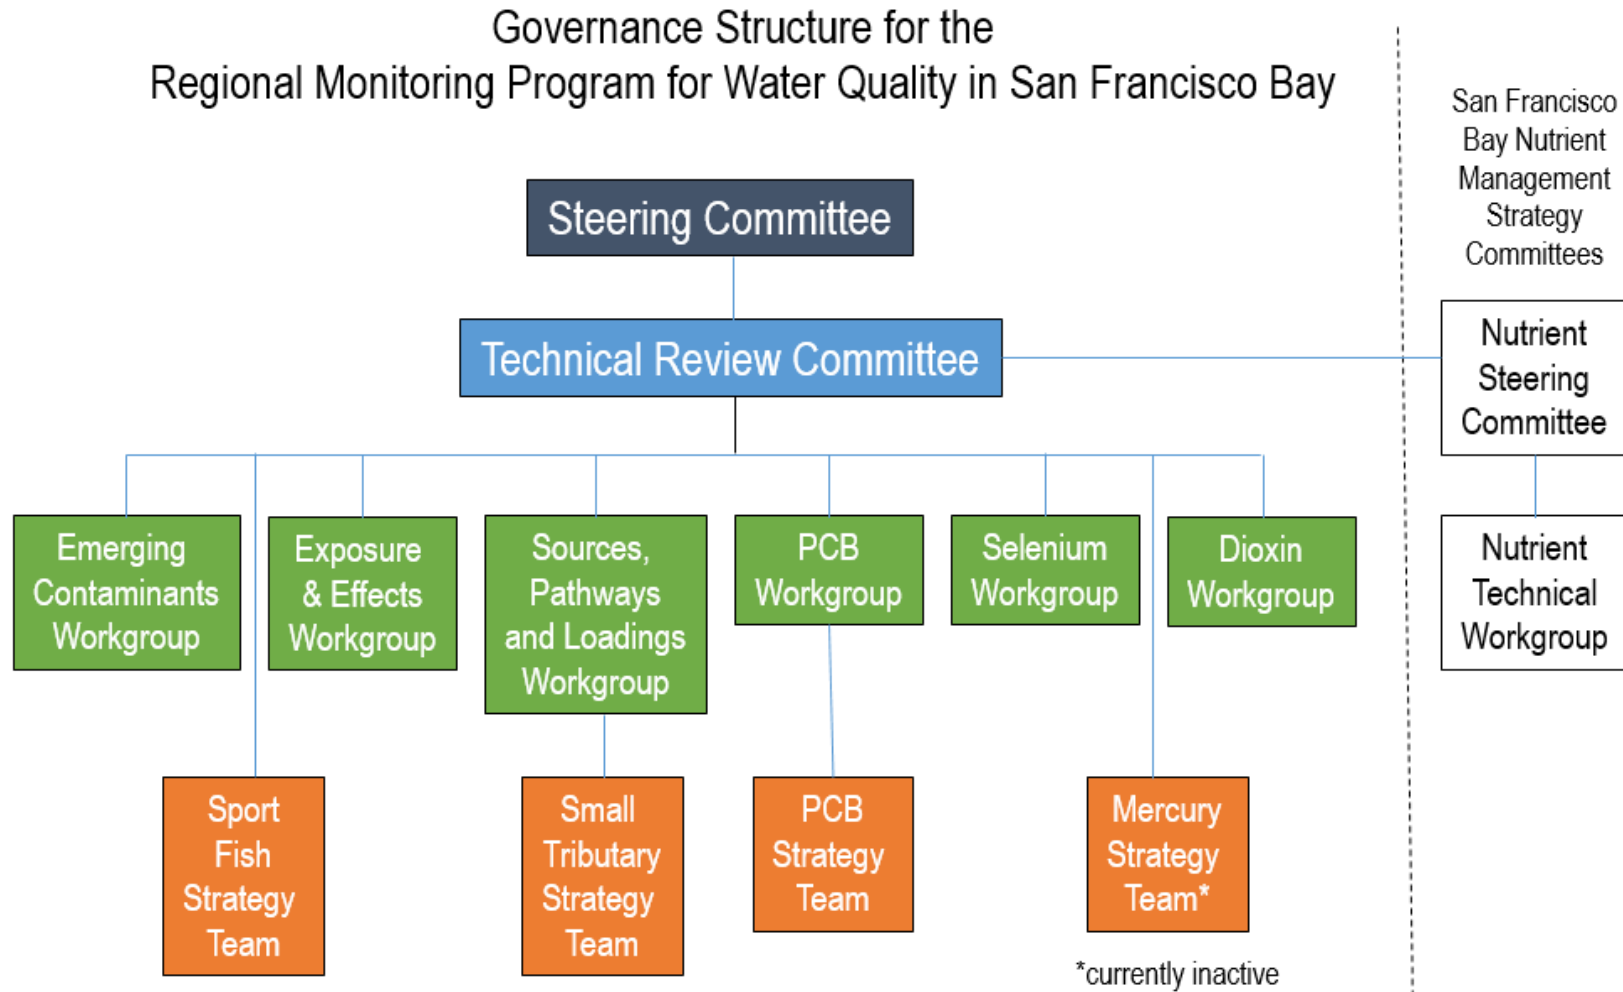 Governance Structure for the
Regional Monitoring Program for Water Quality in San Francisco Bay
San Francisco
Bay Nutrient
Management
Strategy
Committees
Steering Committee
Technical Review Committee
Nutrient
Steering
Committee
Emerging
Contaminants
Workgroup
Exposure
& Effects
Workgroup
Sources,
Pathways
and Loadings
Workgroup
PCB
Workgroup
Selenium
Workgroup
Dioxin
Workgroup
Nutrient
Technical
Workgroup
Sport
Fish
Strategy
Team
Small
Tributary
Strategy
Team
PCB
Strategy
Team
Mercury
Strategy
Team*
*currently inactive